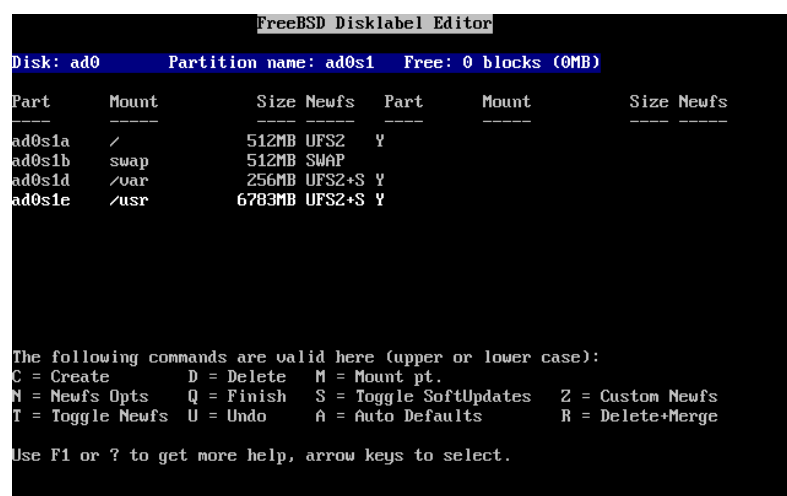 FreeBSD Disklabel Editor
Disk: ad0 Partition name: ad0s1 Free: 0 blocks (0MB)
Part Mount Size Newfs Part Mount Size Newfs
---- ----- ---- ----- ---- ----- ---- -----
ad0s1a / 512MB UFS2 Y
ad0s1b swap 512MB SWAP
ad0s1d /var 256MB UFS2+S Y
ad0s1e /usr 6783MB UFS2+S Y
The following commands are valid here (upper or lower case):
C = Create D = Delete M = Mount pt.
N = Newfs Opts Q = Finish S = Toggle SoftUpdates Z = Custom Newfs
T = Toggle Newfs U = Undo A = Auto Defaults R = Delete+Merge
Use F1 or ? to get more help, arrow keys to select.